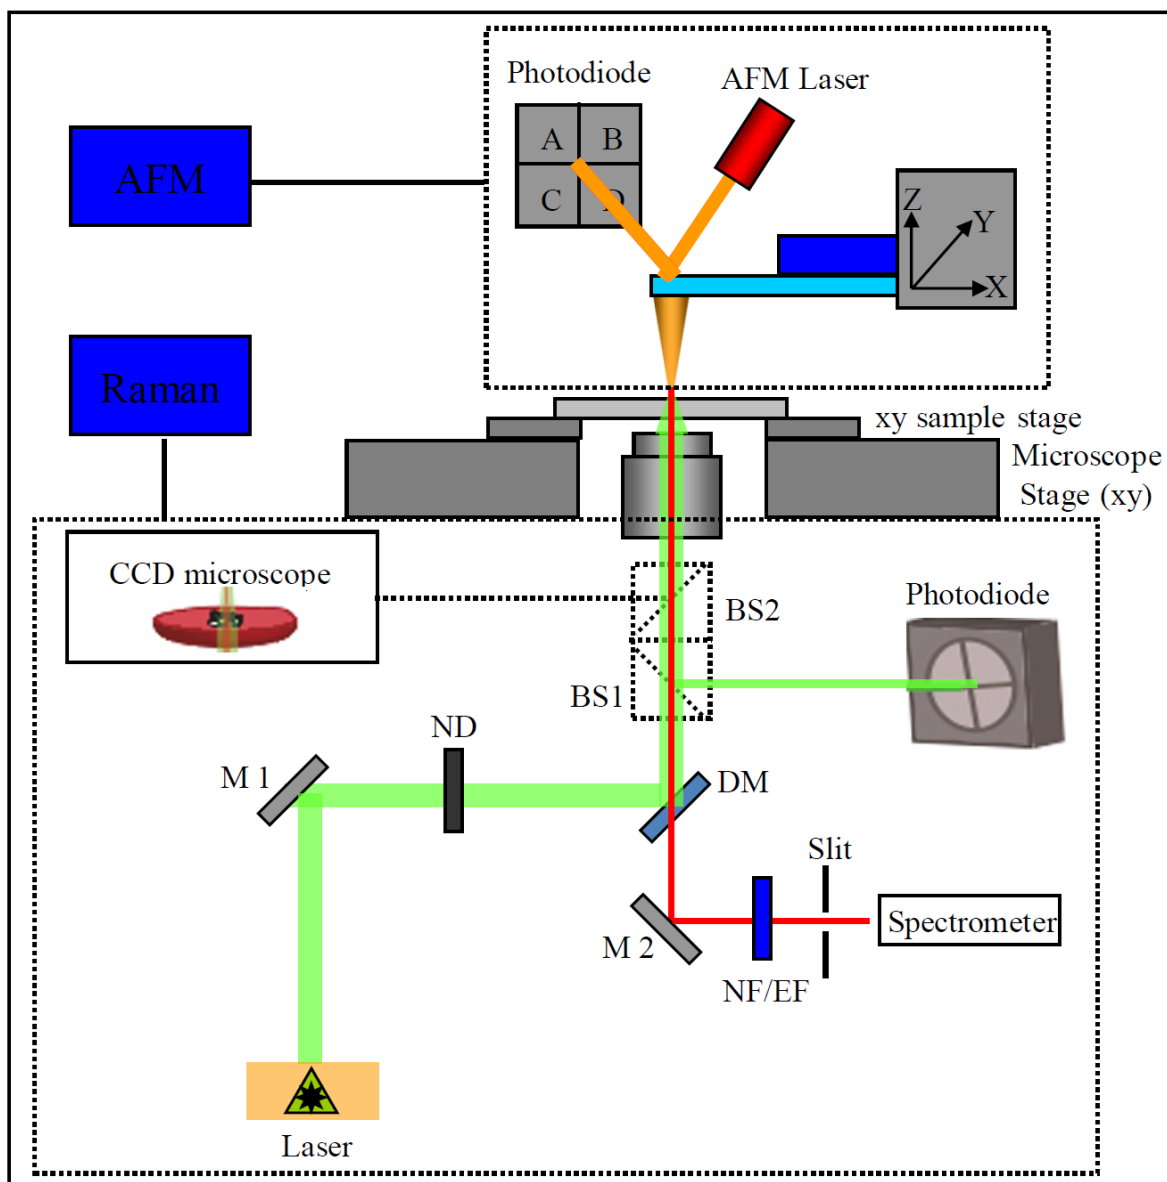 Photodiode
AFM Laser
A
B
C
D
AFM
Z
Y
X
Raman
xy sample stage
Microscope
Stage (xy)
CCD microscope
BS2
Photodiode
BS1
ND
M 1
DM
Slit
Spectrometer
M 2
NF/EF
Laser